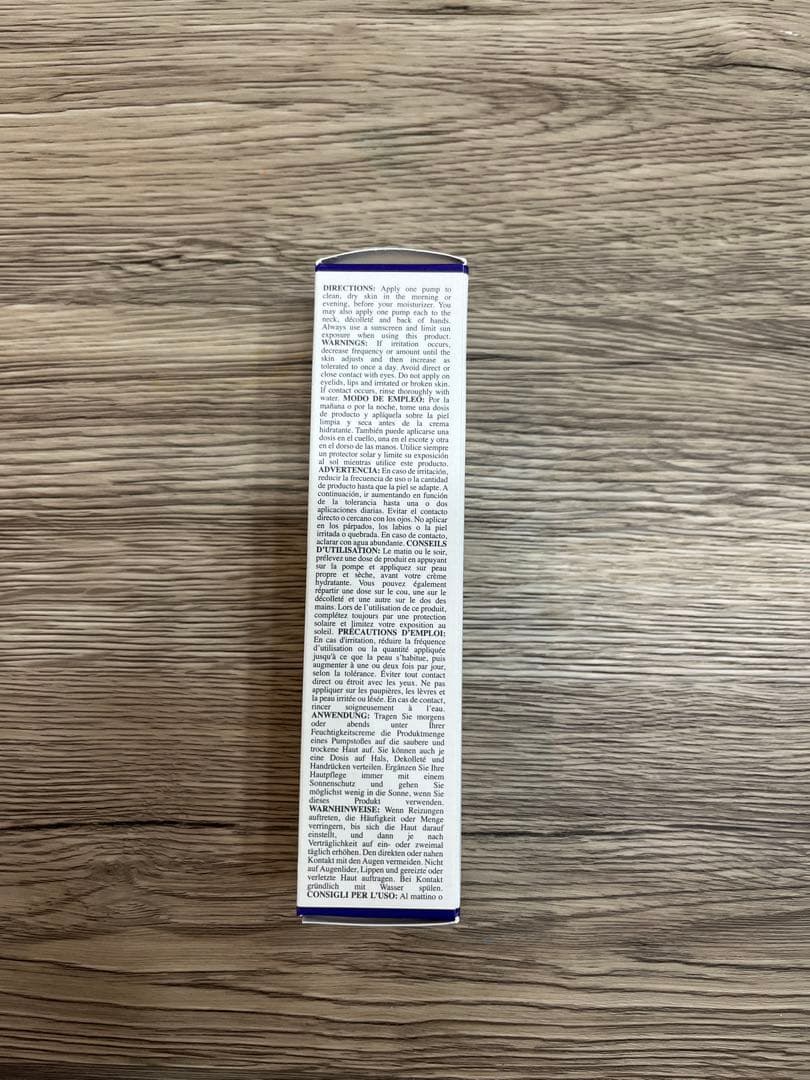 DIRECTIONS: Apply one pump to
clean, dry skin in the morning or
evening, before your moisturizer. You
may also apply one pump each to the
neck, décolleté and back of hands.
Always use a sunscreen and limit sun
exposure when using this product.
WARNINGS: If irritation occurs,
decrease frequency or amount until the
skin adjusts and then increase as
tolerated to once a day. Avoid direct or
close contact with eyes. Do not apply on
eyelids, lips and irritated or broken skin.
If contact occurs, rinse thoroughly with
water. MODO DE EMPLEO: Por la
mañana o por la noche, tome una dosis
de producto y aplíquela sobre la piel
limpia y seca antes de la crema
hidratante. También puede aplicarse una
dosis en el cuello, una en el escote y otra
en el dorso de las manos. Utilice siempre
un protector solar y limite su exposición
al sol mientras utilice este producto.
ADVERTENCIA: En caso de irritación,
reducir la frecuencia de uso o la cantidad
de producto hasta que la piel se adapte. A
continuación, ir aumentando en función
de la tolerancia hasta una o dos
aplicaciones diarias. Evitar el contacto
directo o cercano con los ojos. No aplicar
en los párpados, los labios o la piel
irritada o quebrada. En caso de contacto,
aclarar con agua abundante. CONSEILS
D'UTILISATION: Le matin ou le soir,
prélevez une dose de produit en appuyant
sur la pompe et appliquez sur peau
propre et sèche, avant votre crème
hydratante. Vous pouvez également
répartir une dose sur le cou, une sur le
décolleté et une autre sur le dos des
mains. Lors de l'utilisation de ce produit,
complétez toujours par une protection
solaire et limitez votre exposition au
soleil. PRÉCAUTIONS D'EMPLOI:
En cas d'irritation, réduire la fréquence
d'utilisation ou la quantité appliquée
jusqu'à ce que la peau s'habitue, puis
augmenter à une ou deux fois par jour,
selon la tolérance. Éviter tout contact
direct ou étroit avec les yeux. Ne pas
appliquer sur les paupières, les lèvres et
la peau irritée ou lésée. En cas de contact,
rincer soigneusement à l'eau.
ANWENDUNG: Tragen Sie morgens
oder abends unter Ihrer
Feuchtigkeitscreme die Produktmenge
eines Pumpstoßes auf die saubere und
trockene Haut auf. Sie können auch je
eine Dosis auf Hals, Dekolleté und
Handrücken verteilen. Ergänzen Sie Ihre
Hautpflege immer mit einem
Sonnenschutz und gehen Sie
möglichst wenig in die Sonne, wenn Sie
dieses Produkt verwenden.
WARNHINWEISE: Wenn Reizungen
auftreten, die Häufigkeit oder Menge
verringern, bis sich die Haut darauf
einstellt, und dann je nach
Verträglichkeit auf ein- oder zweimal
täglich erhöhen. Den direkten oder nahen
Kontakt mit den Augen vermeiden. Nicht
auf Augenlider, Lippen und gereizte oder
verletzte Haut auftragen. Bei Kontakt
gründlich mit Wasser spülen.
CONSIGLI PER L'USO: Al mattino o